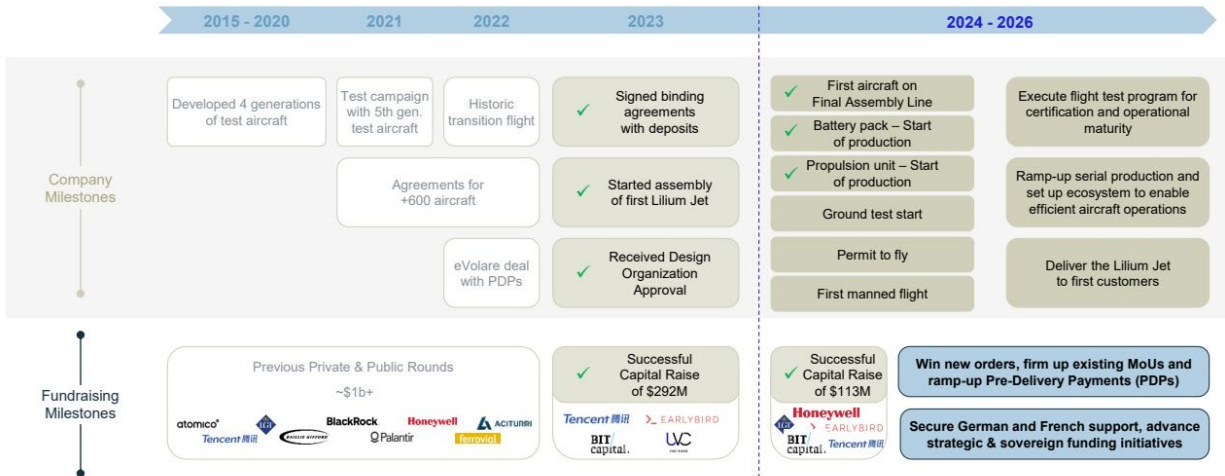 2015 - 2020
2021
2022
2023
2024 - 2026
Company
Milestones
Developed 4 generations
of test aircraft
Test campaign
with 5th gen.
test aircraft
Historic
transition flight
Agreements for
+600 aircraft
eVolare deal
with PDPs
Signed binding
agreements
with deposits
Started assembly
of first Lilium Jet
Received Design
Organization
Approval
First aircraft on
Final Assembly Line
Battery pack – Start
of production
Propulsion unit – Start
of production
Ground test start
Permit to fly
First manned flight
Execute flight test program for
certification and operational
maturity
Ramp-up serial production and
set up ecosystem to enable
efficient aircraft operations
Deliver the Lilium Jet
to first customers
Fundraising
Milestones
Previous Private & Public Rounds
~$1b+
atomico
LGT
BlackRock
Honeywell
ACITURRI
Tencent 腾讯
BAILLIE GIFFORD
Palantir
ferrovial
Successful
Capital Raise
of $292M
Tencent 腾讯
EARLYBIRD
BIT/
capital.
UVC
Successful
Capital Raise
of $113M
Honeywell
LGT
EARLYBIRD
BIT/
capital.
Tencent 腾讯
Win new orders, firm up existing MoUs and
ramp-up Pre-Delivery Payments (PDPs)
Secure German and French support, advance
strategic & sovereign funding initiatives